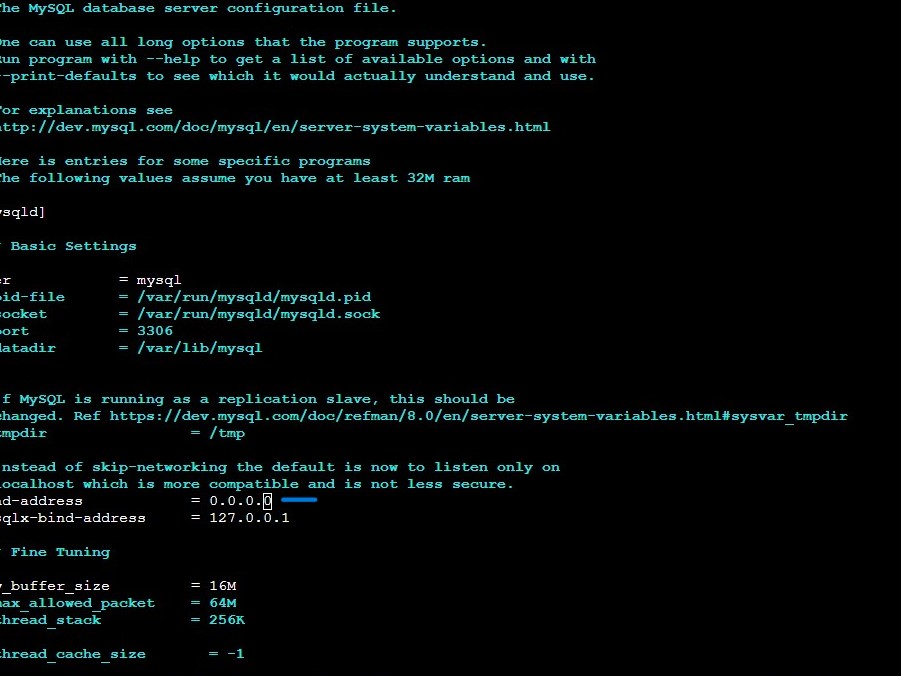 The MySQL database server configuration file.
One can use all long options that the program supports.
Run program with --help to get a list of available options and with
--print-defaults to see which it would actually understand and use.
For explanations see
http://dev.mysql.com/doc/mysql/en/server-system-variables.html
Here is entries for some specific programs
The following values assume you have at least 32M ram
ysqld]
* Basic Settings
er = mysql
pid-file = /var/run/mysqld/mysqld.pid
socket = /var/run/mysqld/mysqld.sock
port = 3306
datadir = /var/lib/mysql
If MySQL is running as a replication slave, this should be
changed. Ref https://dev.mysql.com/doc/refman/8.0/en/server-system-variables.html#sysvar_tmpdir
tmpdir = /tmp
Instead of skip-networking the default is now to listen only on
localhost which is more compatible and is not less secure.
nd-address = 0.0.0.0
sqlx-bind-address = 127.0.0.1
* Fine Tuning
y_buffer_size = 16M
max_allowed_packet = 64M
thread_stack = 256K
thread_cache_size = -1